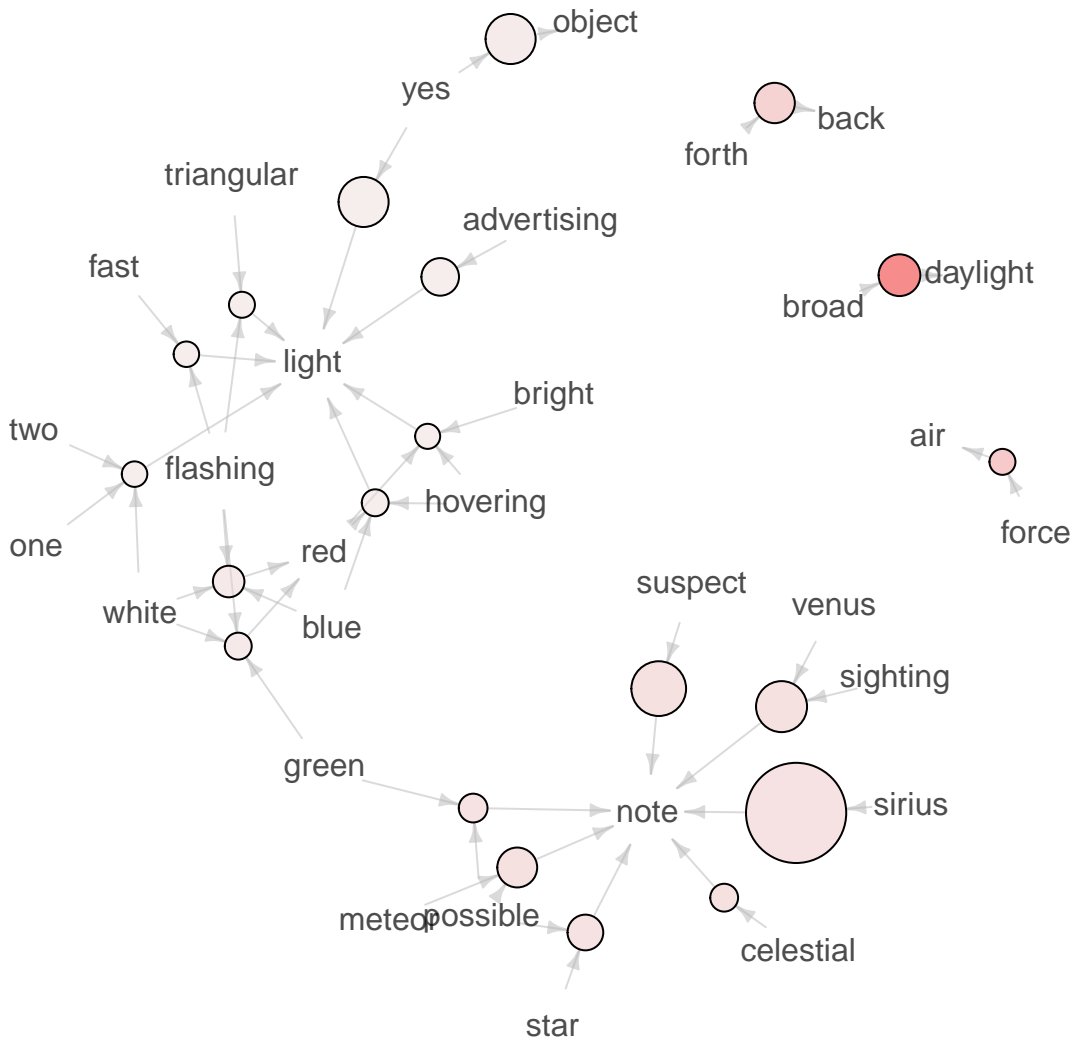 object
yes
back
forth
triangular
advertising
fast
daylight
broad
light
bright
two
air
flashing
hovering
force
one
red
suspect
venus
white
blue
sighting
green
sirius
note
meteor
possible
celestial
star